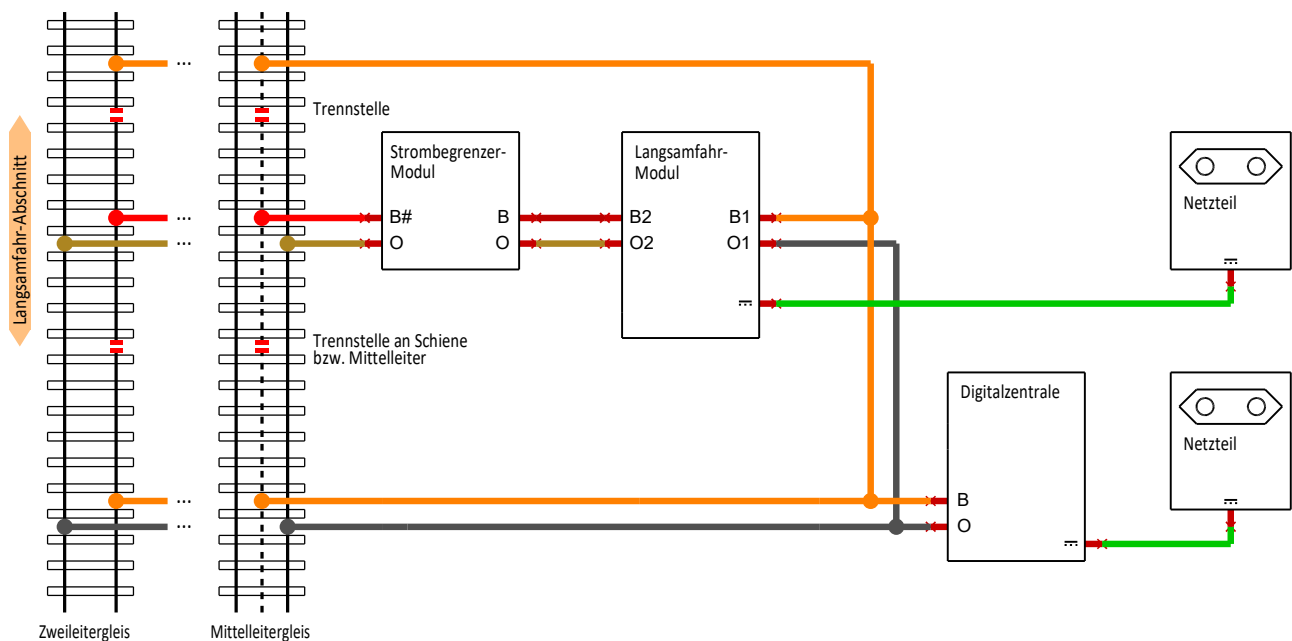 ...
...
Trennstelle
Langsamfahr-Abschnitt
Strombegrenzer-
Modul
B#
B
O
O
Langsamfahr-
Modul
B2
B1
O2
O1
Netzteil
...
...
Trennstelle an Schiene
bzw. Mittelleiter
Digitalzentrale
B
O
Netzteil
...
...
Zweileitergleis
Mittelleitergleis